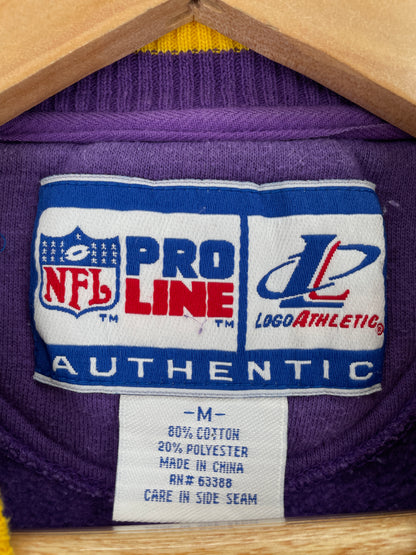 NFL
PRO
LINE
TM
TM
LOGO ATHLETIC®
AUTHENTIC
-M-
80% COTTON
20% POLYESTER
MADE IN CHINA
RN# 63388
CARE IN SIDE SEAM